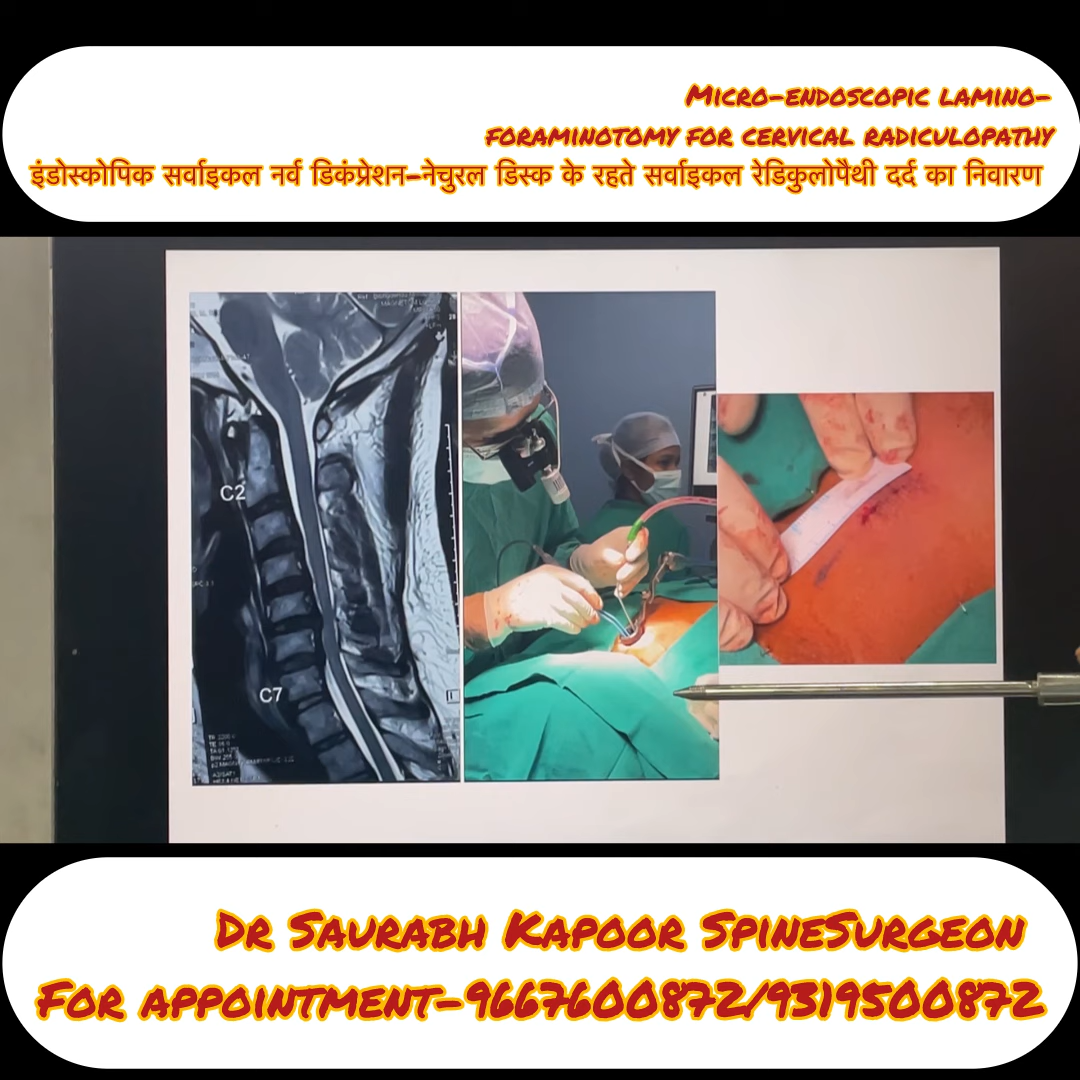 Micro-endoscopic lamino-
foraminotomy for cervical radiculopathy
इंडोस्कोपिक सर्वाइकल नर्व डिकंप्रेशन-नेचुरल डिस्क के रहते सर्वाइकल रेडिकुलोपैथी दर्द का निवारण
C2
C7
Dr Saurabh Kapoor SpineSurgeon
For appointment-9667600872/9319500872